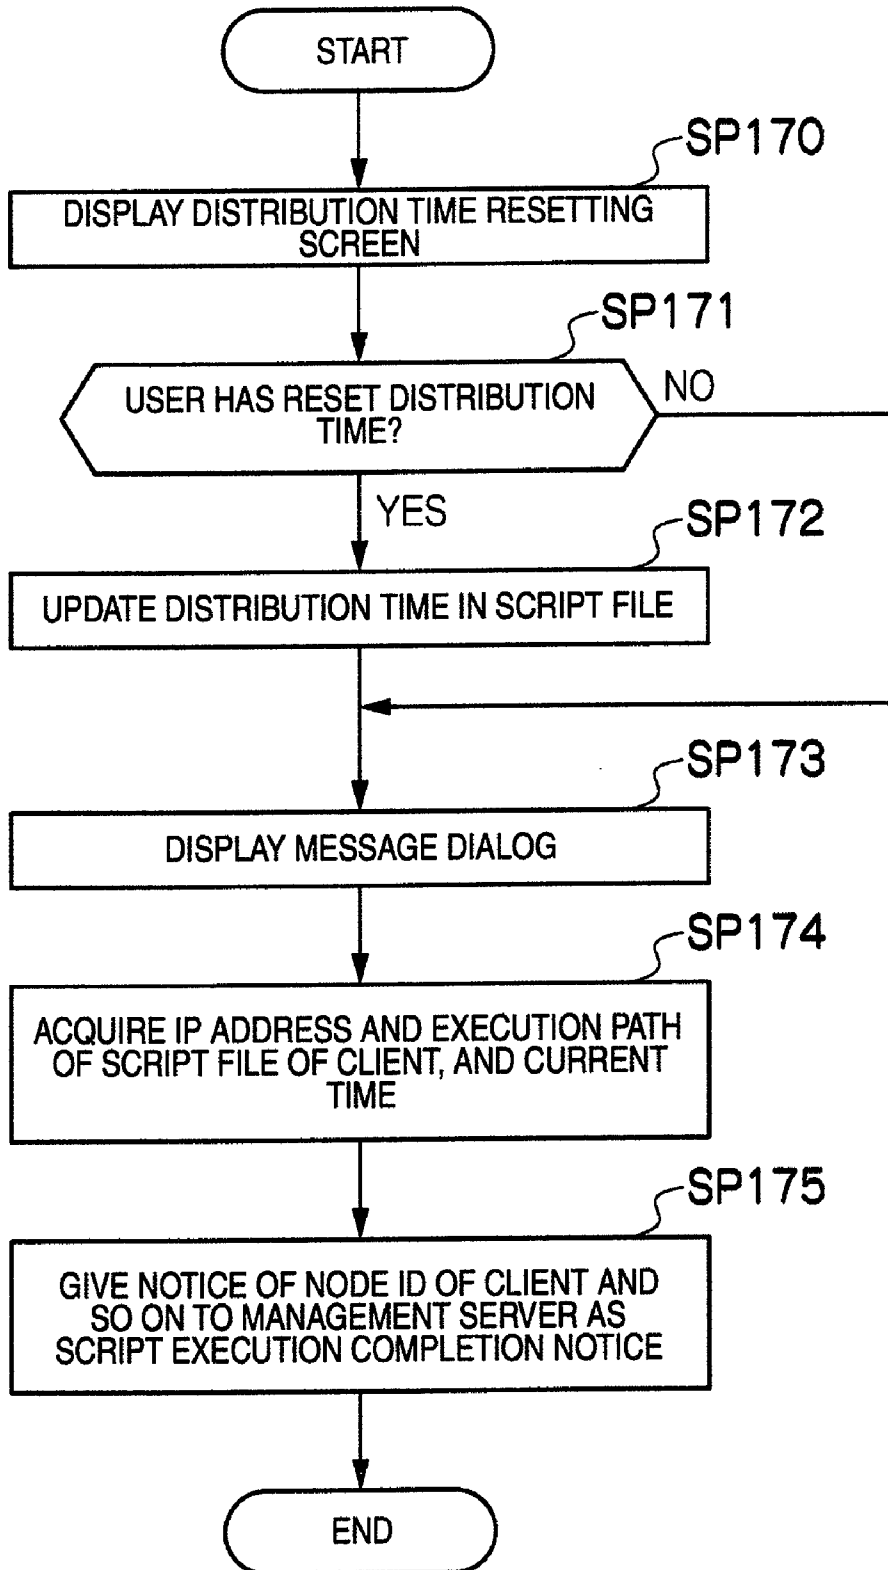 START
SP170
DISPLAY DISTRIBUTION TIME RESETTING
SCREEN
SP171
USER HAS RESET DISTRIBUTION
TIME?
NO
YES
SP172
UPDATE DISTRIBUTION TIME IN SCRIPT FILE
SP173
DISPLAY MESSAGE DIALOG
SP174
ACQUIRE IP ADDRESS AND EXECUTION PATH
OF SCRIPT FILE OF CLIENT, AND CURRENT
TIME
SP175
GIVE NOTICE OF NODE ID OF CLIENT AND
SO ON TO MANAGEMENT SERVER AS
SCRIPT EXECUTION COMPLETION NOTICE
END